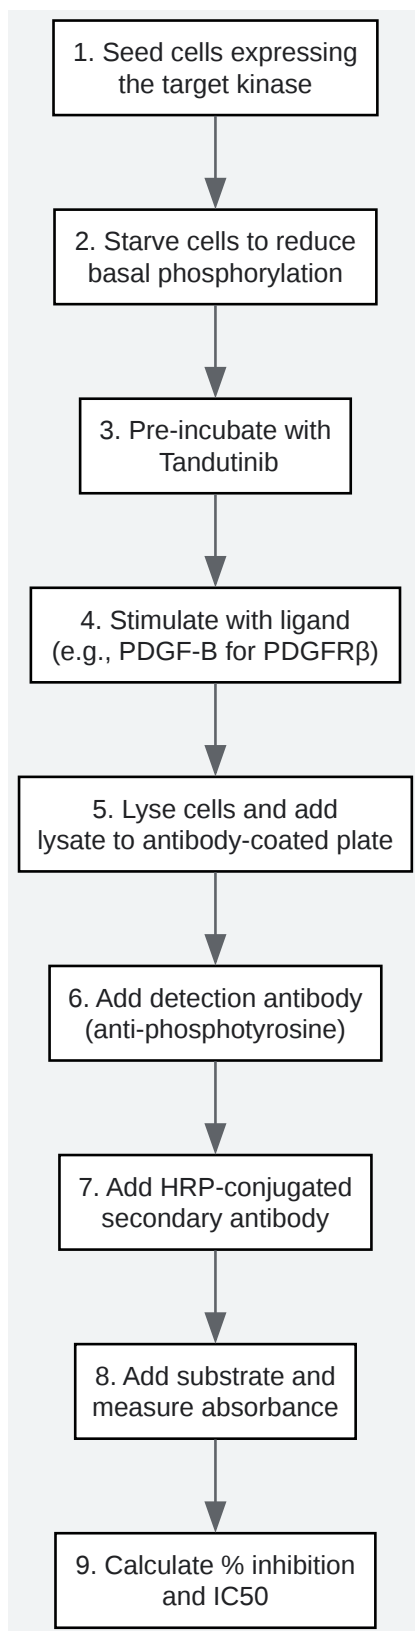 1. Seed cells expressing
the target kinase
2. Starve cells to reduce
basal phosphorylation
3. Pre-incubate with
Tandutinib
4. Stimulate with ligand
(e.g., PDGF-B for PDGFRβ)
5. Lyse cells and add
lysate to antibody-coated plate
6. Add detection antibody
(anti-phosphotyrosine)
7. Add HRP-conjugated
secondary antibody
8. Add substrate and
measure absorbance
9. Calculate % inhibition
and IC50